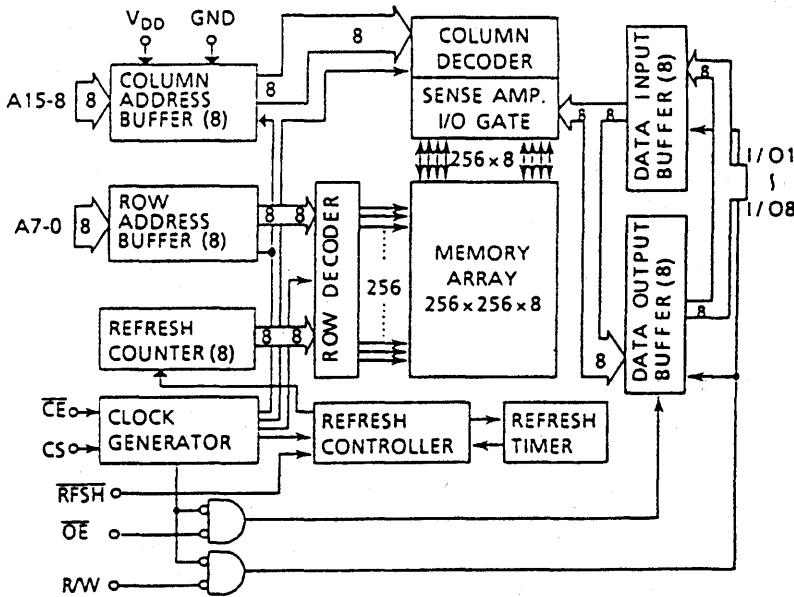 V_DD GND
A15-8
8
COLUMN
ADDRESS
BUFFER (8)
8
8
COLUMN
DECODER
SENSE AMP.
I/O GATE
256 x 8
8
8
DATA INPUT
BUFFER (8)
8
I/O1
∫
I/O8
A7-0
8
ROW
ADDRESS
BUFFER (8)
8
8
ROW DECODER
256
MEMORY
ARRAY
256 x 256 x 8
8
DATA OUTPUT
BUFFER (8)
8
REFRESH
COUNTER (8)
8
8
C̅E̅
CS
CLOCK
GENERATOR
REFRESH
CONTROLLER
REFRESH
TIMER
R̅F̅S̅H̅
O̅E̅
R/W